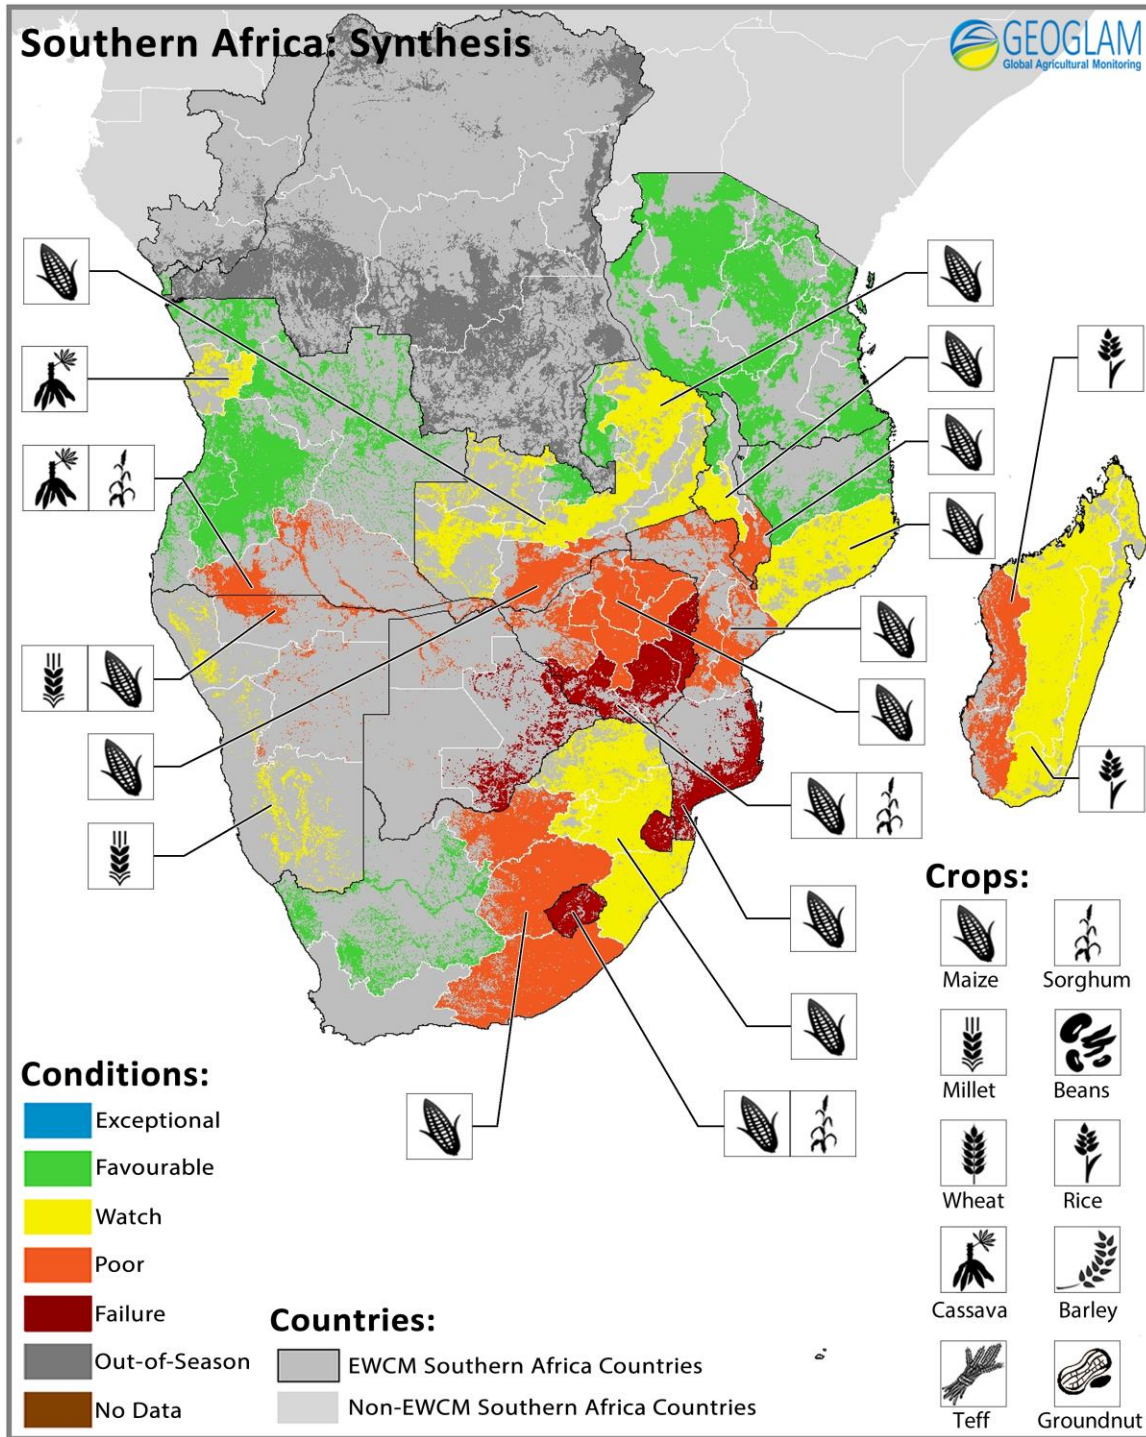 Southern Africa: Synthesis
GEOGLAM
Global Agricultural Monitoring
Crops:
Maize
Sorghum
Millet
Beans
Wheat
Rice
Cassava
Barley
Teff
Groundnut
Conditions:
Exceptional
Favourable
Watch
Poor
Failure
Out-of-Season
No Data
Countries:
EWCM Southern Africa Countries
Non-EWCM Southern Africa Countries